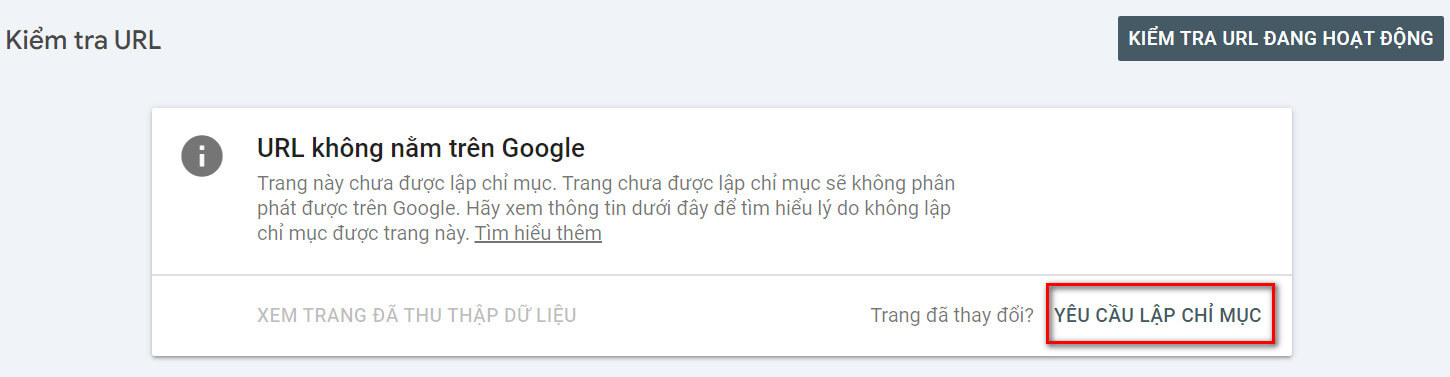 Kiểm tra URL
KIỂM TRA URL ĐANG HOẠT ĐỘNG
URL không nằm trên Google
Trang này chưa được lập chỉ mục. Trang chưa được lập chỉ mục sẽ không phân
phát được trên Google. Hãy xem thông tin dưới đây để tìm hiểu lý do không lập
chỉ mục được trang này. Tìm hiểu thêm
XEM TRANG ĐÃ THU THẬP DỮ LIỆU
Trang đã thay đổi? YÊU CẦU LẬP CHỈ MỤC